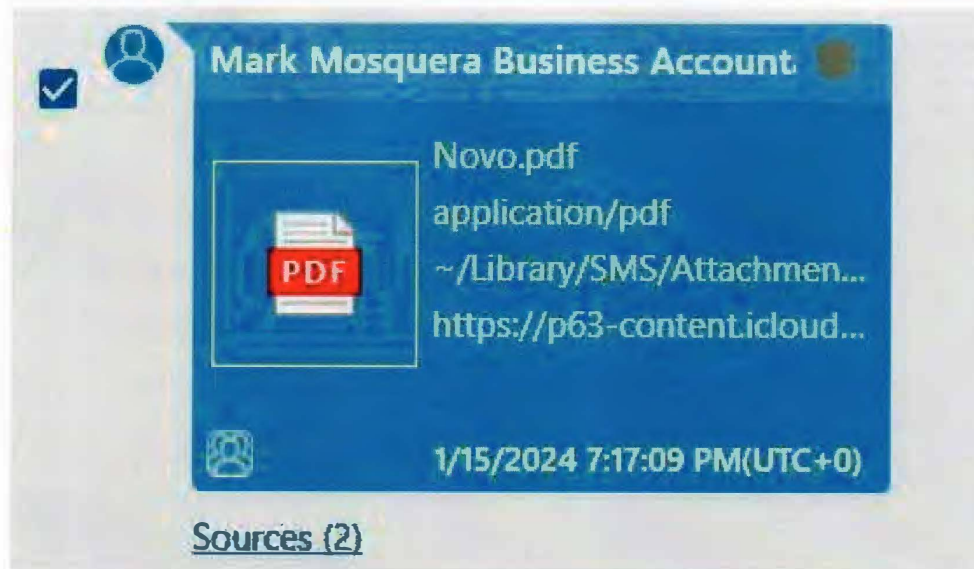 Mark Mosquera Business Account
Novo.pdf
application/pdf
PDF
~/Library/SMS/Attachmen...
https://p63-content.icloud...
1/15/2024 7:17:09 PM(UTC+0)
Sources (2)